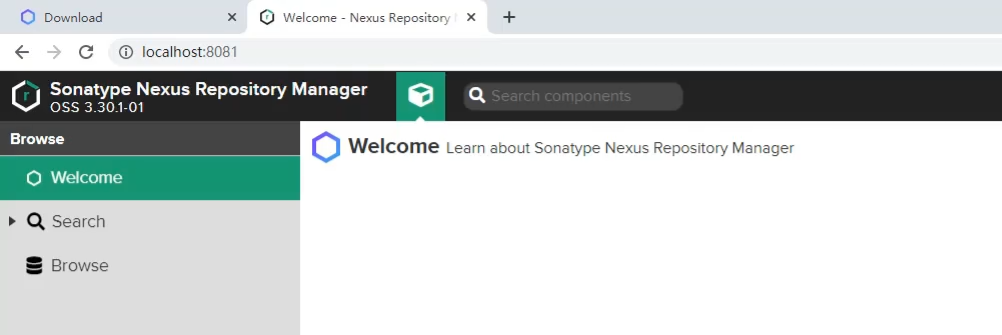 Download
Welcome - Nexus Repository
localhost:8081
Sonatype Nexus Repository Manager
OSS 3.30.1-01
Search components
Browse
Welcome Learn about Sonatype Nexus Repository Manager
Welcome
Search
Browse